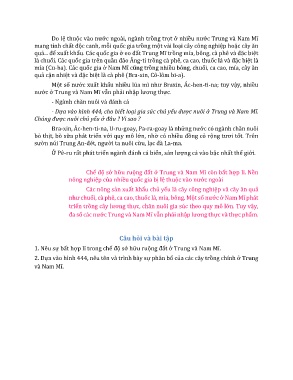 Do lệ thuộc vào nước ngoài, ngành trồng trọt ở nhiều nước Trung và Nam Mĩ
mang tính chất độc canh, mỗi quốc gia trồng một vài loại cây công nghiệp hoặc cây ăn
quả... để xuất khẩu. Các quốc gia ở eo đất Trung Mĩ trồng mía, bông, cà phê và đặc biệt
là chuối. Các quốc gia trên quần đảo Ăng-ti trồng cà phê, ca cao, thuốc lá và đặc biệt là
mía (Cu-ba). Các quốc gia ở Nam Mĩ cũng trồng nhiều bông, chuối, ca cao, mía, cây ăn
quả cận nhiệt và đặc biệt là cà phê (Bra-xin, Cô-lôm-bi-a).
Một số nước xuất khẩu nhiều lúa mì như Braxin, Ác-hen-ti-na; tuy vậy, nhiều
nước ở Trung và Nam Mĩ vẫn phải nhập lương thực.
- Ngành chăn nuôi và đánh cá
- Dựa vào hình 44.4, cho biết loại gia súc chủ yếu được nuôi ở Trung và Nam Mĩ.
Chúng được nuôi chủ yếu ở đâu ? Vì sao ?
Bra-xin, Ác-hen-ti-na, U-ru-goay, Pa-ra-goay là những nước có ngành chăn nuôi
bò thịt, bò sữa phát triển với quy mô lớn, nhờ có nhiều đồng cỏ rộng tươi tốt. Trên
sườn núi Trung An-đét, người ta nuôi cừu, lạc đà La-ma.
Ở Pê-ru rất phát triển ngành đánh cá biển, sản lượng cá vào bậc nhất thế giới.
Chế độ sở hữu ruộng đất ở Trung và Nam Mĩ còn bất hợp lí. Nền
nông nghiệp của nhiều quốc gia bị lệ thuộc vào nước ngoài
Các nông sản xuất khẩu chủ yếu là cây công nghiệp và cây ăn quả
như chuối, cà phê, ca cao, thuốc lá, mía, bông. Một số nước ở Nam Mĩ phát
triển trồng cây lương thực, chăn nuôi gia súc theo quy mô lớn. Tuy vậy,
đa số các nước Trung và Nam Mĩ vẫn phải nhập lương thực và thực phẩm.
Câu hỏi và bài tập
1. Nêu sự bất hợp lí trong chế độ sở hữu ruộng đất ở Trung và Nam Mĩ.
2. Dựa vào hình 44.4, nêu tên và trình bày sự phân bố của các cây trồng chính ở Trung
và Nam Mĩ.